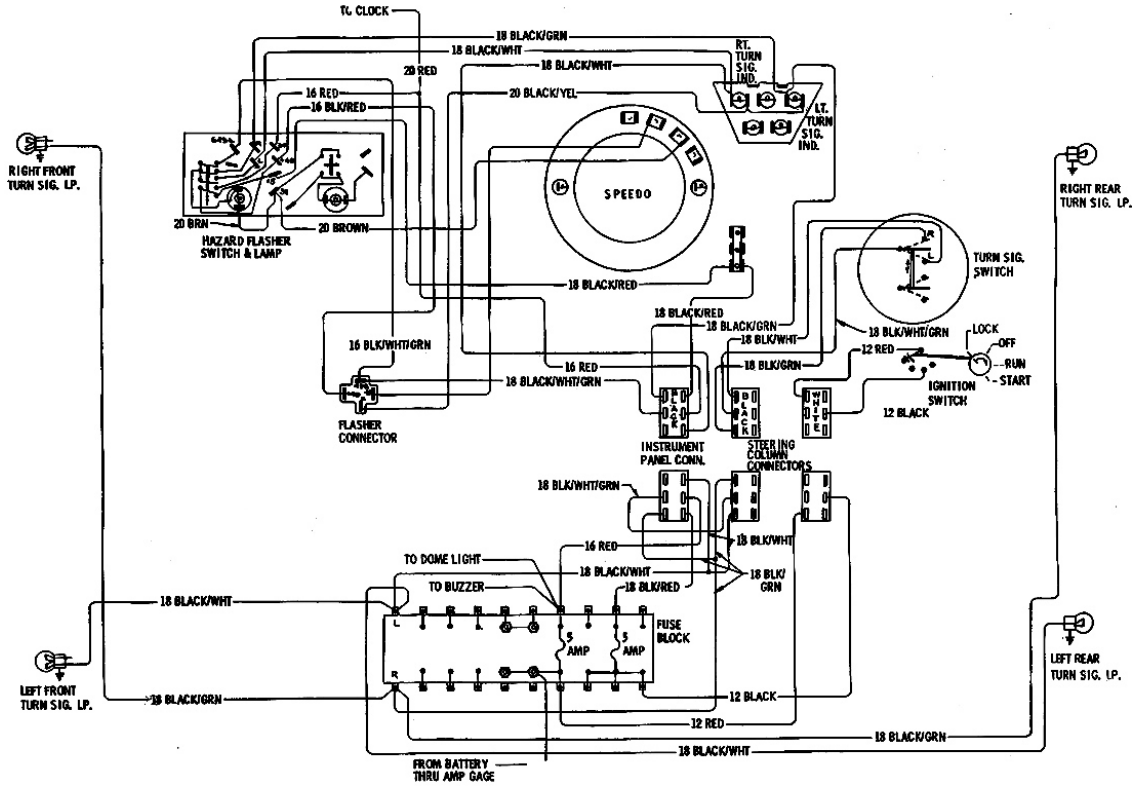 TO CLOCK
18 BLACK/GRN
18 BLACK/WHT
18 BLACK/WHT
20 RED
RT.
TURN
SIG.
IND.
16 RED
20 BLACK/YEL
16 BLK/RED
LT.
TURN
SIG.
IND.
RIGHT FRONT
TURN SIG. LP.
SPEEDO
RIGHT REAR
TURN SIG. LP.
20 BRN
20 BROWN
HAZARD FLASHER
SWITCH & LAMP
R
L
TURN SIG.
SWITCH
18 BLACK/RED
18 BLACK/RED
18 BLACK/GRN
18 BLK/WHT
18 BLK/WHT/GRN
LOCK
OFF
RUN
START
16 BLK/WHT/GRN
12 RED
16 RED
18 BLK/GRN
18 BLACK/WHT/GRN
IGNITION
SWITCH
12 BLACK
BLACK
BLACK
WHITE
FLASHER
CONNECTOR
INSTRUMENT
PANEL CONN.
STEERING
COLUMN
CONNECTORS
18 BLK/WHT/GRN
18 BLK/WHT
16 RED
TO DOME LIGHT
18 BLACK/WHT
18 BLK/
GRN
TO BUZZER
18 BLK/RED
18 BLACK/WHT
L
FUSE
BLOCK
5
AMP
5
AMP
R
LEFT FRONT
TURN SIG. LP.
LEFT REAR
TURN SIG. LP.
18 BLACK/GRN
12 BLACK
12 RED
18 BLACK/GRN
18 BLACK/WHT
FROM BATTERY
THRU AMP GAGE